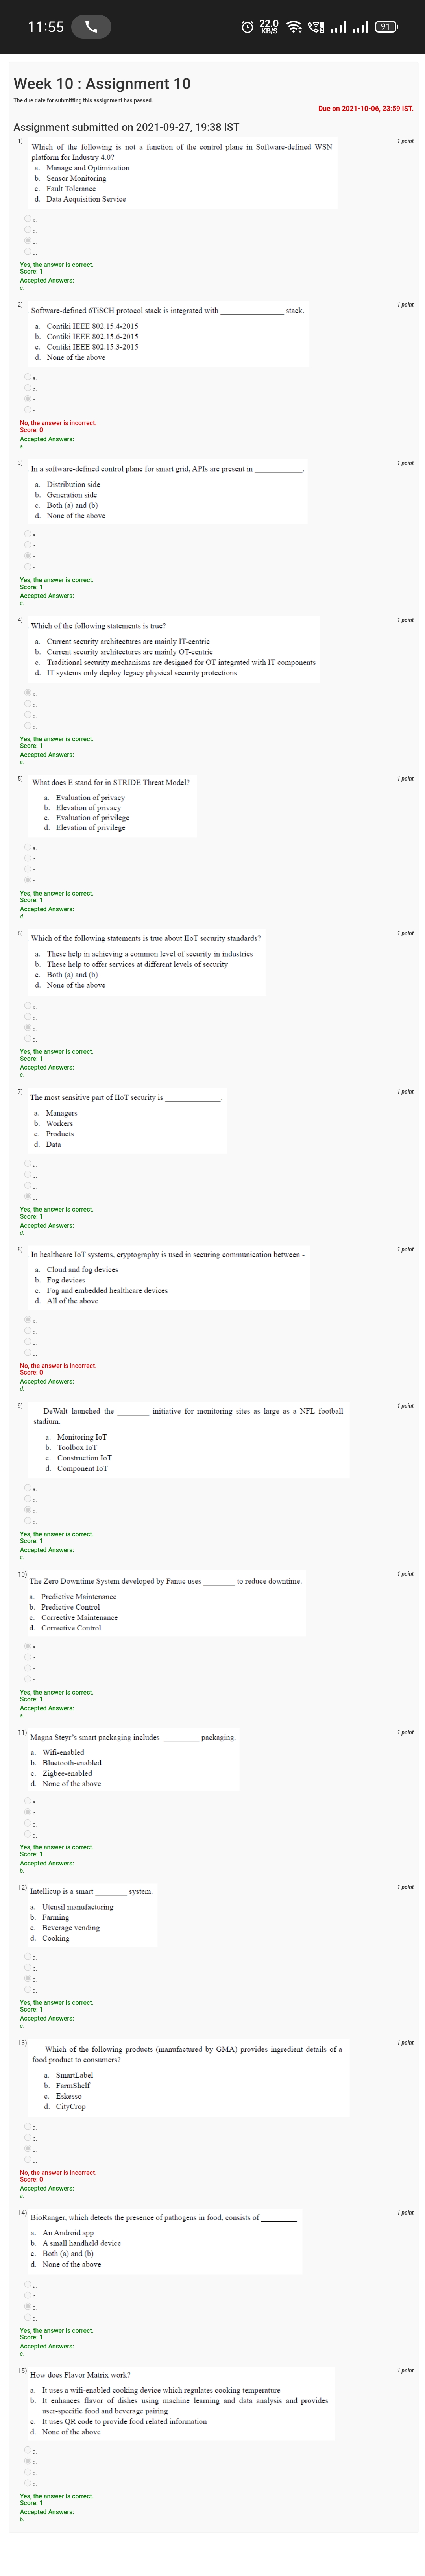 11:55
22.0
KB/S
91
Week 10 : Assignment 10
The due date for submitting this assignment has passed.
Due on 2021-10-06, 23:59 IST.
Assignment submitted on 2021-09-27, 19:38 IST
1)
1 point
Which of the following is not a function of the control plane in Software-defined WSN
platform for Industry 4.0?
a. Manage and Optimization
b. Sensor Monitoring
c. Fault Tolerance
d. Data Acquisition Service
a.
b.
c.
d.
Yes, the answer is correct.
Score: 1
Accepted Answers:
c.
2)
1 point
Software-defined 6TiSCH protocol stack is integrated with ________________ stack.
a. Contiki IEEE 802.15.4-2015
b. Contiki IEEE 802.15.6-2015
c. Contiki IEEE 802.15.3-2015
d. None of the above
a.
b.
c.
d.
No, the answer is incorrect.
Score: 0
Accepted Answers:
a.
3)
1 point
In a software-defined control plane for smart grid, APIs are present in ____________.
a. Distribution side
b. Generation side
c. Both (a) and (b)
d. None of the above
a.
b.
c.
d.
Yes, the answer is correct.
Score: 1
Accepted Answers:
c.
4)
1 point
Which of the following statements is true?
a. Current security architectures are mainly IT-centric
b. Current security architectures are mainly OT-centric
c. Traditional security mechanisms are designed for OT integrated with IT components
d. IT systems only deploy legacy physical security protections
a.
b.
c.
d.
Yes, the answer is correct.
Score: 1
Accepted Answers:
a.
5)
1 point
What does E stand for in STRIDE Threat Model?
a. Evaluation of privacy
b. Elevation of privacy
c. Evaluation of privilege
d. Elevation of privilege
a.
b.
c.
d.
Yes, the answer is correct.
Score: 1
Accepted Answers:
d
6)
1 point
Which of the following statements is true about IIoT security standards?
a. These help in achieving a common level of security in industries
b. These help to offer services at different levels of security
c. Both (a) and (b)
d. None of the above
a.
b.
c.
d.
Yes, the answer is correct.
Score: 1
Accepted Answers:
c.
7)
1 point
The most sensitive part of IIoT security is ______________.
a. Managers
b. Workers
c. Products
d. Data
a.
b.
c.
d.
Yes, the answer is correct.
Score: 1
Accepted Answers:
d.
8)
1 point
In healthcare IoT systems, cryptography is used in securing communication between -
a. Cloud and fog devices
b. Fog devices
c. Fog and embedded healthcare devices
d. All of the above
a.
b.
c.
d.
No, the answer is incorrect.
Score: 0
Accepted Answers:
d.
9)
1 point
DeWalt launched the ________ initiative for monitoring sites as large as a NFL football
stadium.
a. Monitoring IoT
b. Toolbox IoT
c. Construction IoT
d. Component IoT
a.
b.
c.
d.
Yes, the answer is correct.
Score: 1
Accepted Answers:
c.
10)
1 point
The Zero Downtime System developed by Fanuc uses ________ to reduce downtime.
a. Predictive Maintenance
b. Predictive Control
c. Corrective Maintenance
d. Corrective Control
a.
b.
c.
d.
Yes, the answer is correct.
Score: 1
Accepted Answers:
a.
11)
1 point
Magna Steyr's smart packaging includes _________ packaging.
a. Wifi-enabled
b. Bluetooth-enabled
c. Zigbee-enabled
d. None of the above
a.
b.
c.
d.
Yes, the answer is correct.
Score: 1
Accepted Answers:
b.
12)
1 point
Intellicup is a smart ________ system.
a. Utensil manufacturing
b. Farming
c. Beverage vending
d. Cooking
a.
b.
c.
d.
Yes, the answer is correct.
Score: 1
Accepted Answers:
c.
13)
1 point
Which of the following products (manufactured by GMA) provides ingredient details of a
food product to consumers?
a. SmartLabel
b. FarmShelf
c. Eskesso
d. CityCrop
a.
b.
c.
d.
No, the answer is incorrect.
Score: 0
Accepted Answers:
a.
14)
1 point
BioRanger, which detects the presence of pathogens in food, consists of _________
a. An Android app
b. A small handheld device
c. Both (a) and (b)
d. None of the above
a.
b.
c.
d.
Yes, the answer is correct.
Score: 1
Accepted Answers:
c.
15)
1 point
How does Flavor Matrix work?
a. It uses a wifi-enabled cooking device which regulates cooking temperature
b. It enhances flavor of dishes using machine learning and data analysis and provides
user-specific food and beverage pairing
c. It uses QR code to provide food related information
d. None of the above
a.
b.
c.
d.
Yes, the answer is correct.
Score: 1
Accepted Answers:
b.